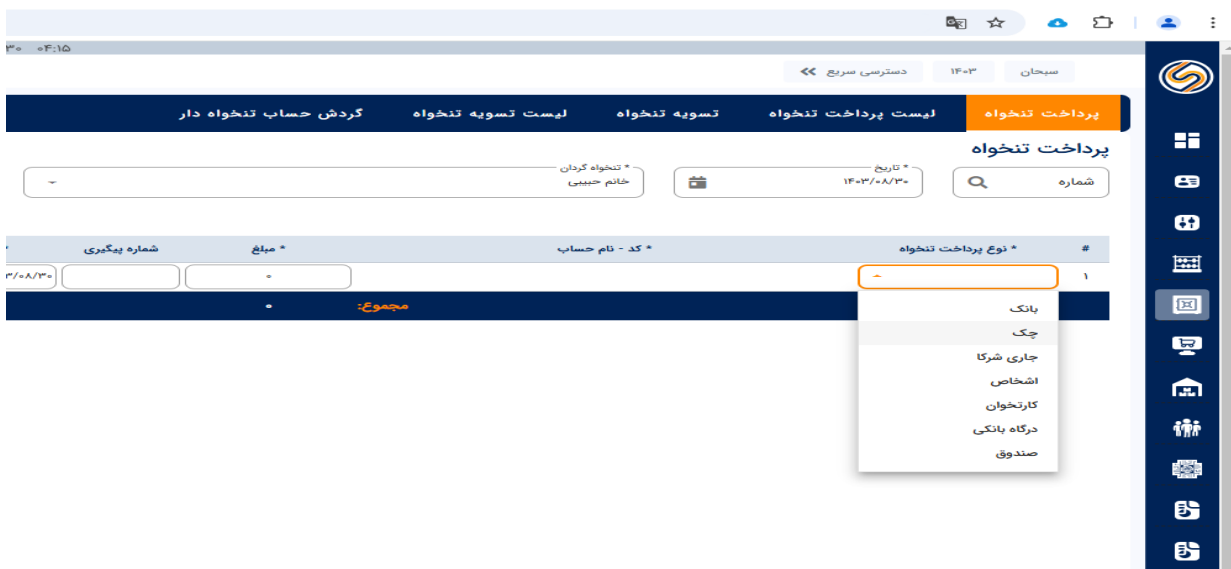 ۰۴:۱۵
سبحان ۱۴۰۳ دسترسی سریع
پرداخت تنخواه لیست پرداخت تنخواه تسویه تنخواه لیست تسویه تنخواه گردش حساب تنخواه دار
پرداخت تنخواه
* تاریخ * تنخواه گردان
شماره ۱۴۰۳/۰۸/۳۰ خانم حبیبی
# * نوع پرداخت تنخواه * کد - نام حساب * مبلغ شماره پیگیری
۱ ۰ ۳/۰۸/۳۰
مجموع: ۰
بانک
چک
جاری شرکا
اشخاص
کارتخوان
درگاه بانکی
صندوق